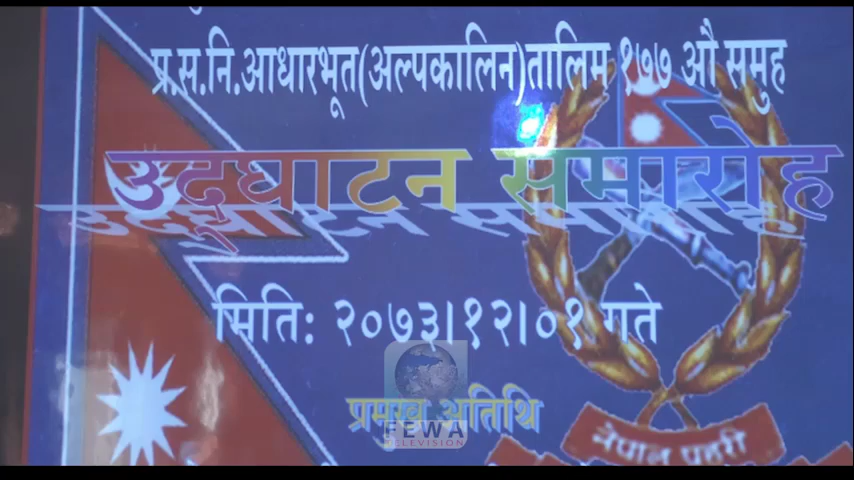 प्र.स.नि.आधारभूत(अल्पकालिन)तालिम १७७ औ समुह
उद्घाटन समारोह
मितिः २०७३।१२।०१ गते
प्रमुख अतिथि
FEWA
TELEVISION
नेपाल प्रहरी